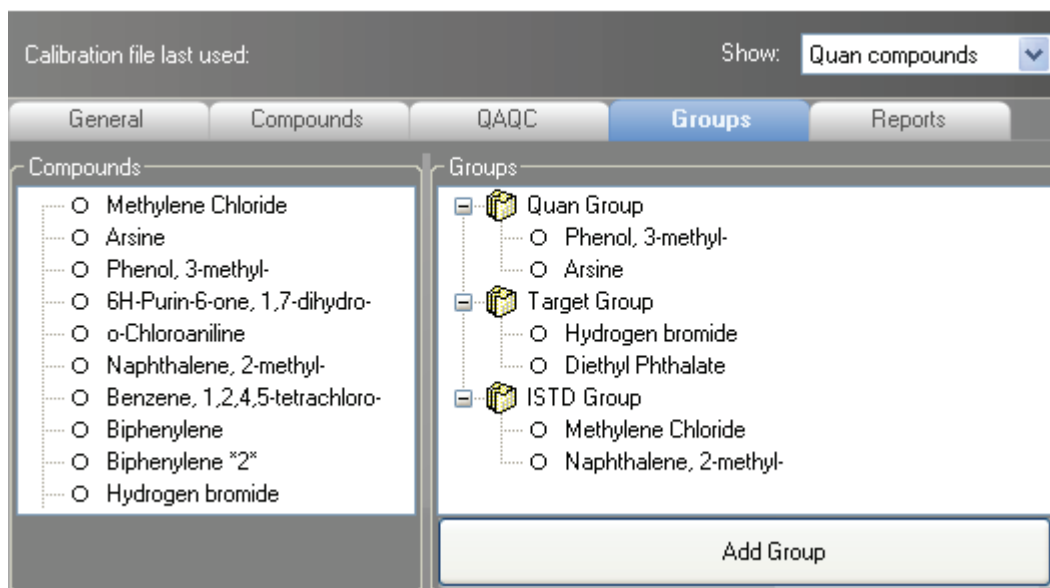 Calibration file last used:
Show: Quan compounds
General Compounds QAQC Groups Reports
Compounds
Methylene Chloride
Arsine
Phenol, 3-methyl-
6H-Purin-6-one, 1,7-dihydro-
o-Chloroaniline
Naphthalene, 2-methyl-
Benzene, 1,2,4,5-tetrachloro-
Biphenylene
Biphenylene *2*
Hydrogen bromide
Groups
Quan Group
Phenol, 3-methyl-
Arsine
Target Group
Hydrogen bromide
Diethyl Phthalate
ISTD Group
Methylene Chloride
Naphthalene, 2-methyl-
Add Group